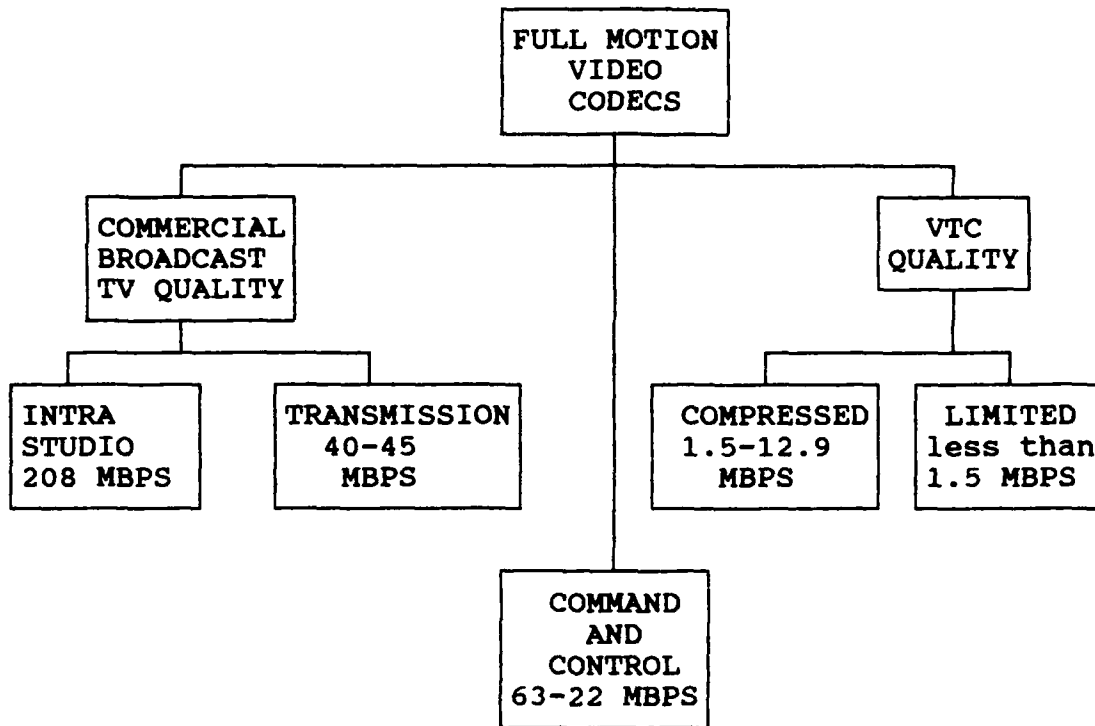 FULL MOTION
VIDEO
CODECS
COMMERCIAL
BROADCAST
TV QUALITY
VTC
QUALITY
INTRA
STUDIO
208 MBPS
TRANSMISSION
40-45
MBPS
COMPRESSED
1.5-12.9
MBPS
LIMITED
less than
1.5 MBPS
COMMAND
AND
CONTROL
63-22 MBPS